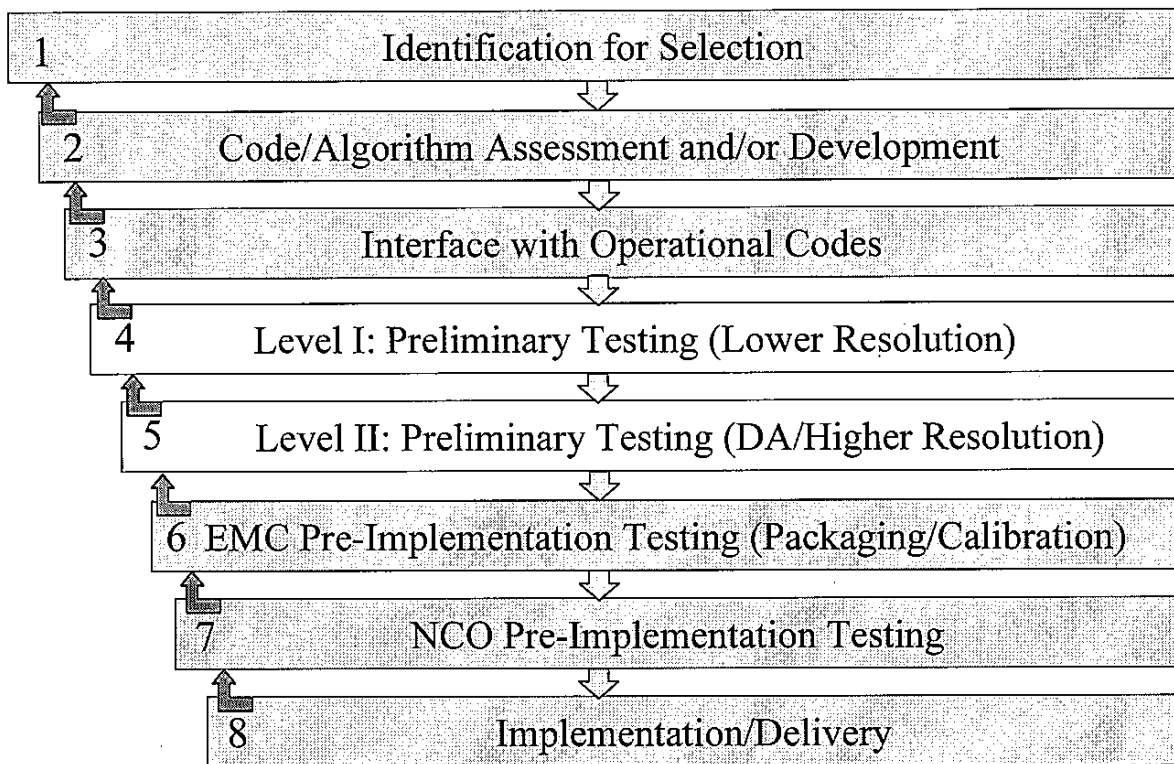 1 Identification for Selection
2 Code/Algorithm Assessment and/or Development
3 Interface with Operational Codes
4 Level I: Preliminary Testing (Lower Resolution)
5 Level II: Preliminary Testing (DA/Higher Resolution)
6 EMC Pre-Implementation Testing (Packaging/Calibration)
7 NCO Pre-Implementation Testing
8 Implementation/Delivery